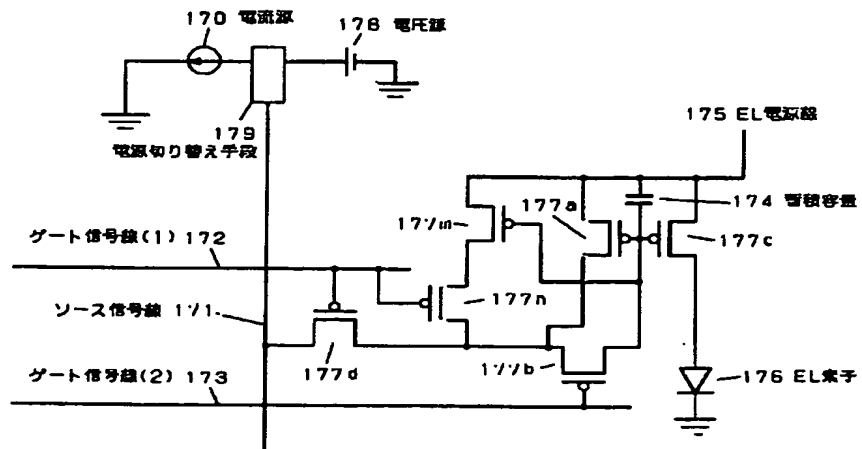 170 電流源
178 電圧源
179
電源切り替え手段
175 EL電源線
174 蓄積容量
177a
177m
177c
ゲート信号線(1) 172
177n
ソース信号線 171
177d
177b
ゲート信号線(2) 173
176 EL素子